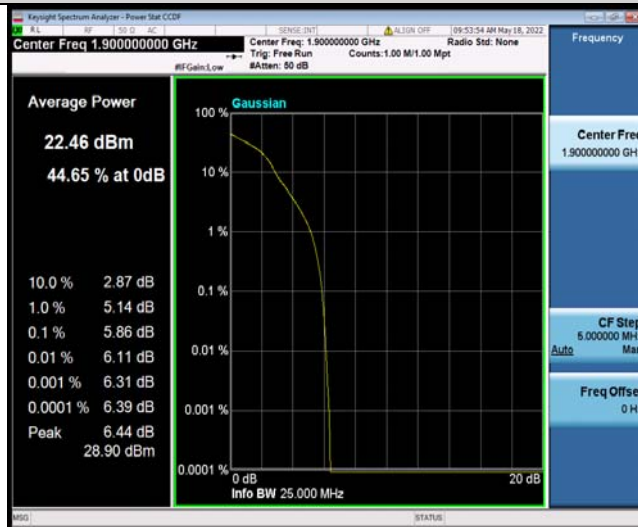 Keysight Spectrum Analyzer - Power Stat CCDF
RL RF 50 Ω AC SENSE:INT ALIGN OFF 09:53:54 AM May 18, 2022
Center Freq 1.900000000 GHz
Center Freq: 1.900000000 GHz Radio Std: None
Trig: Free Run Counts:1.00 M/1.00 Mpt
#IFGain:Low #Atten: 50 dB
Frequency
Average Power
22.46 dBm
44.65 % at 0dB
10.0 % 2.87 dB
1.0 % 5.14 dB
0.1 % 5.86 dB
0.01 % 6.11 dB
0.001 % 6.31 dB
0.0001 % 6.39 dB
Peak 6.44 dB
28.90 dBm
Gaussian
100 %
10 %
1 %
0.1 %
0.01 %
0.001 %
0.0001 %
0 dB 20 dB
Info BW 25.000 MHz
Center Fre
1.900000000 GH
CF Step
5.000000 MH
Auto Ma
Freq Offse
0 H
MSG STATUS